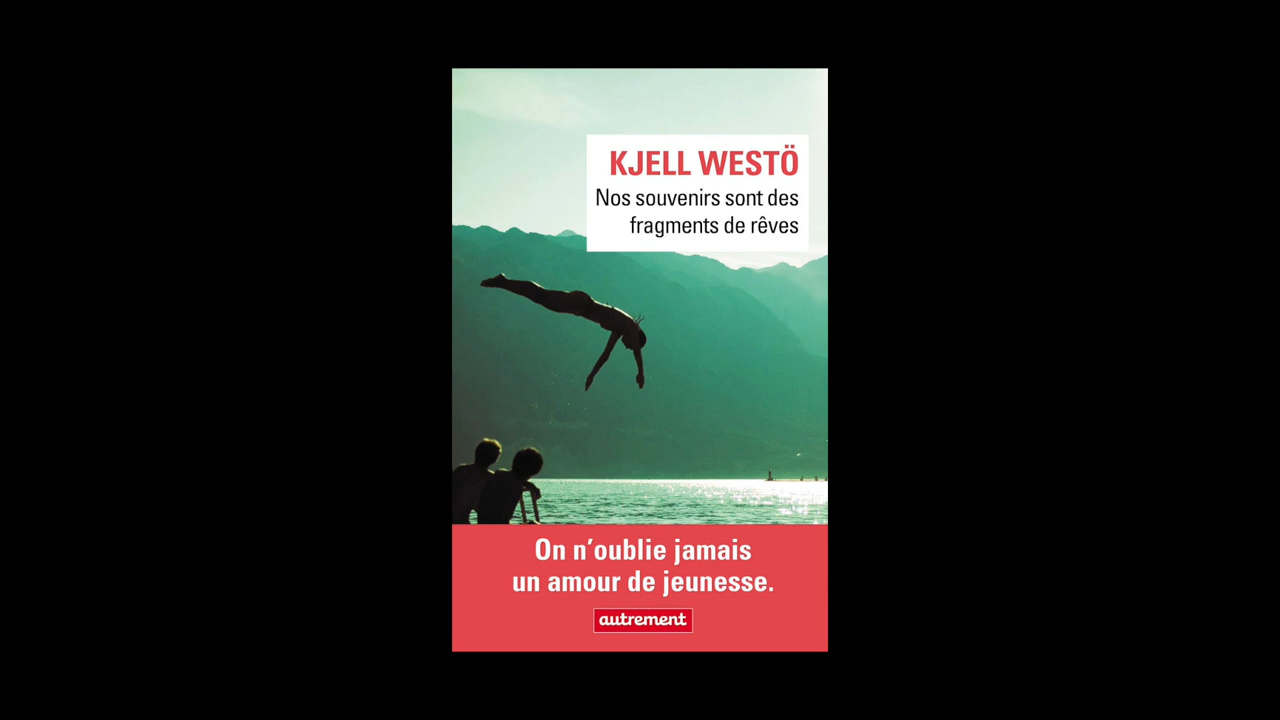 KJELL WESTÖ
Nos souvenirs sont des
fragments de rêves
On n’oublie jamais
un amour de jeunesse.
autrement